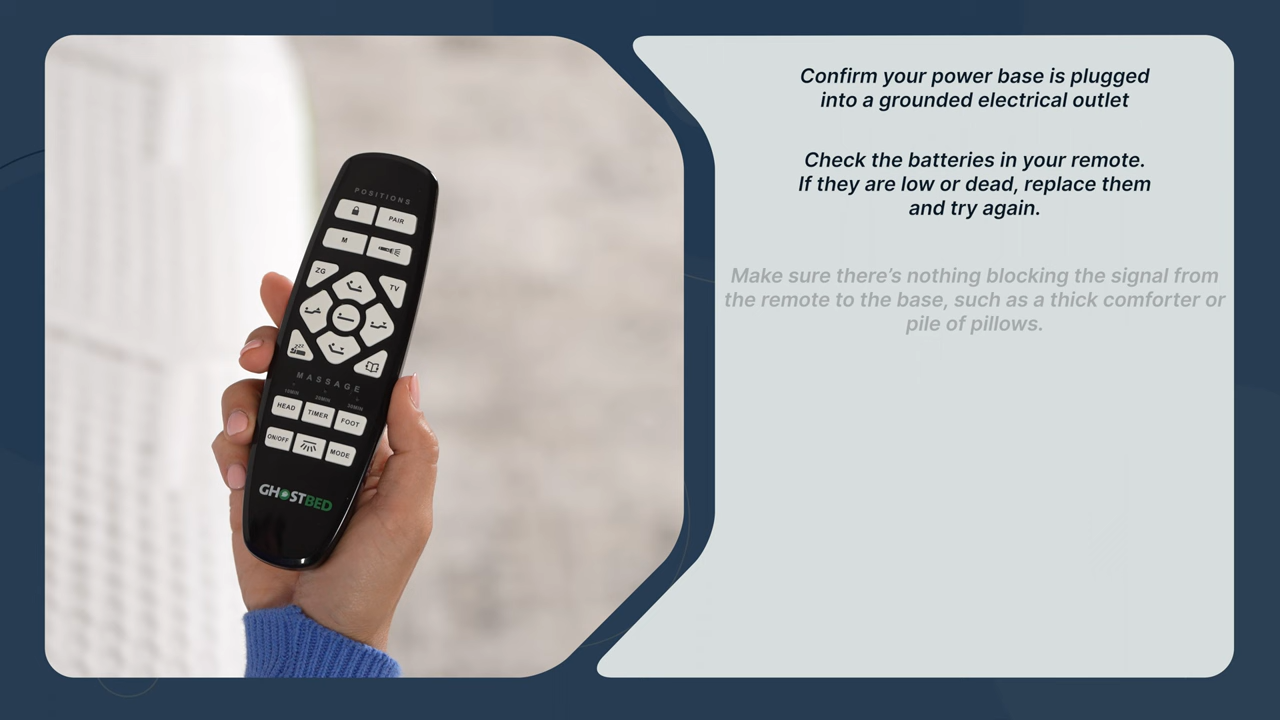 POSITIONS
PAIR
M
ZG
TV
zzz
MASSAGE
HEAD
TIMER
FOOT
ON/OFF
MODE
GHOSTBED
Confirm your power base is plugged
into a grounded electrical outlet
Check the batteries in your remote.
If they are low or dead, replace them
and try again.
Make sure there’s nothing blocking the signal from
the remote to the base, such as a thick comforter or
pile of pillows.